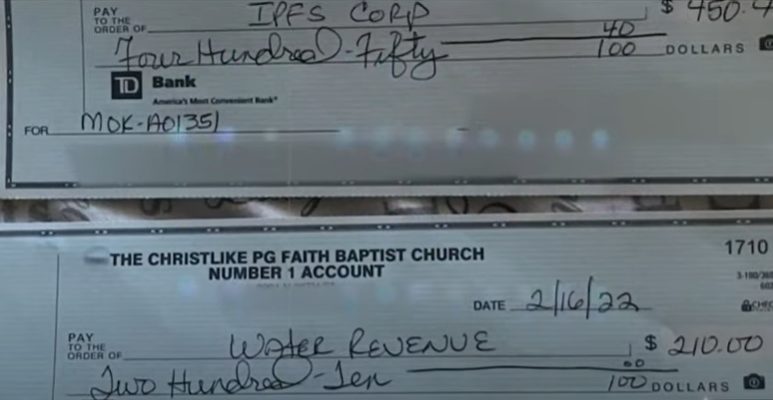 PAY TO THE ORDER OF IPFS CORP $ 450.4
Four Hundred - Fifty 40/100 DOLLARS
TD Bank
America's Most Convenient Bank®
FOR MOK-A01351
THE CHRISTLIKE PG FAITH BAPTIST CHURCH
NUMBER 1 ACCOUNT
1710
DATE 2/16/22
PAY TO THE ORDER OF WATER REVENUE $ 210.00
Two Hundred - Ten 00/100 DOLLARS